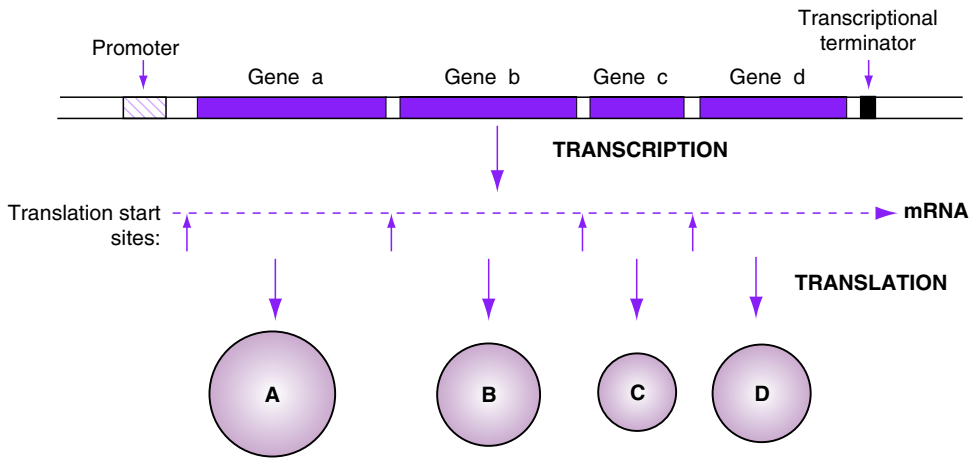 Promoter
Transcriptional
terminator
Gene a
Gene b
Gene c
Gene d
TRANSCRIPTION
Translation start
sites:
mRNA
TRANSLATION
A
B
C
D